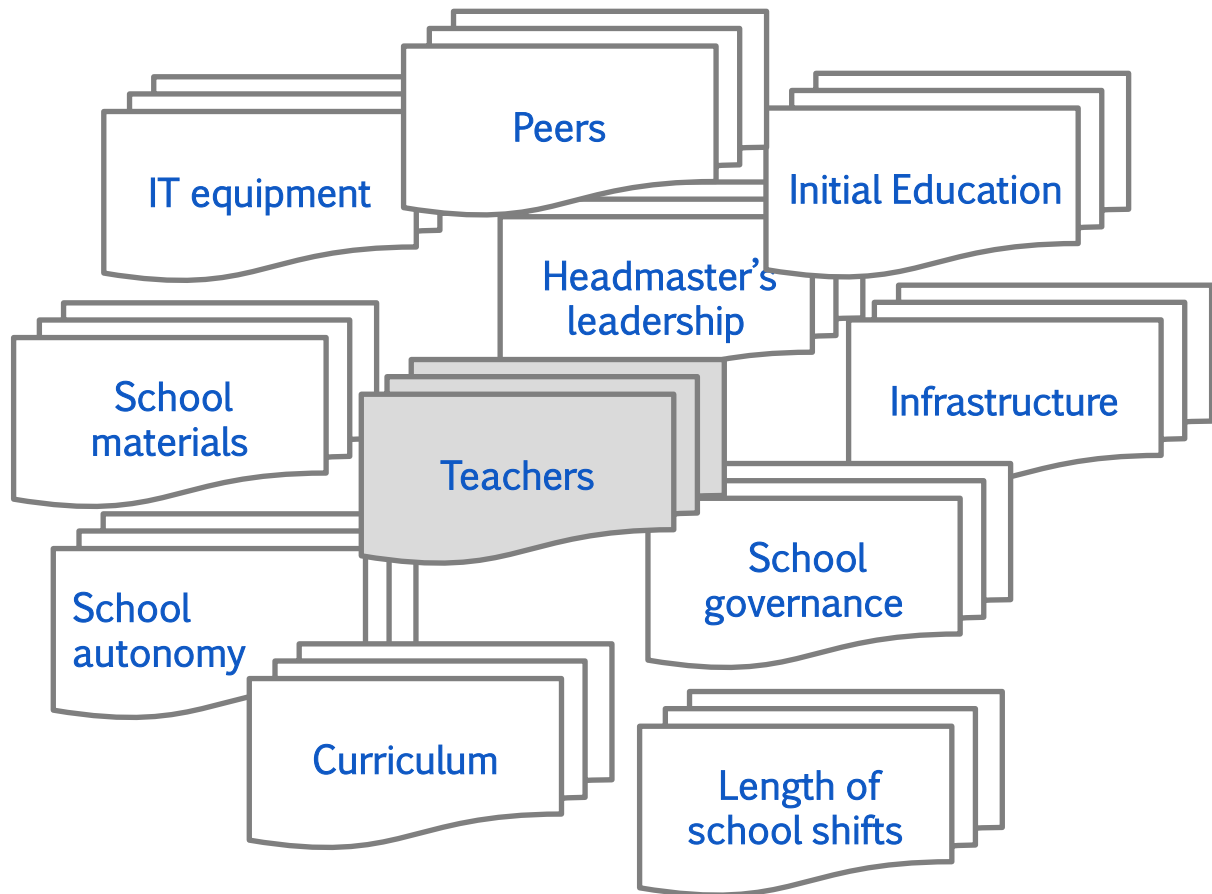 Peers
IT equipment
Initial Education
Headmaster's
leadership
School
materials
Infrastructure
Teachers
School
governance
School
autonomy
Curriculum
Length of
school shifts